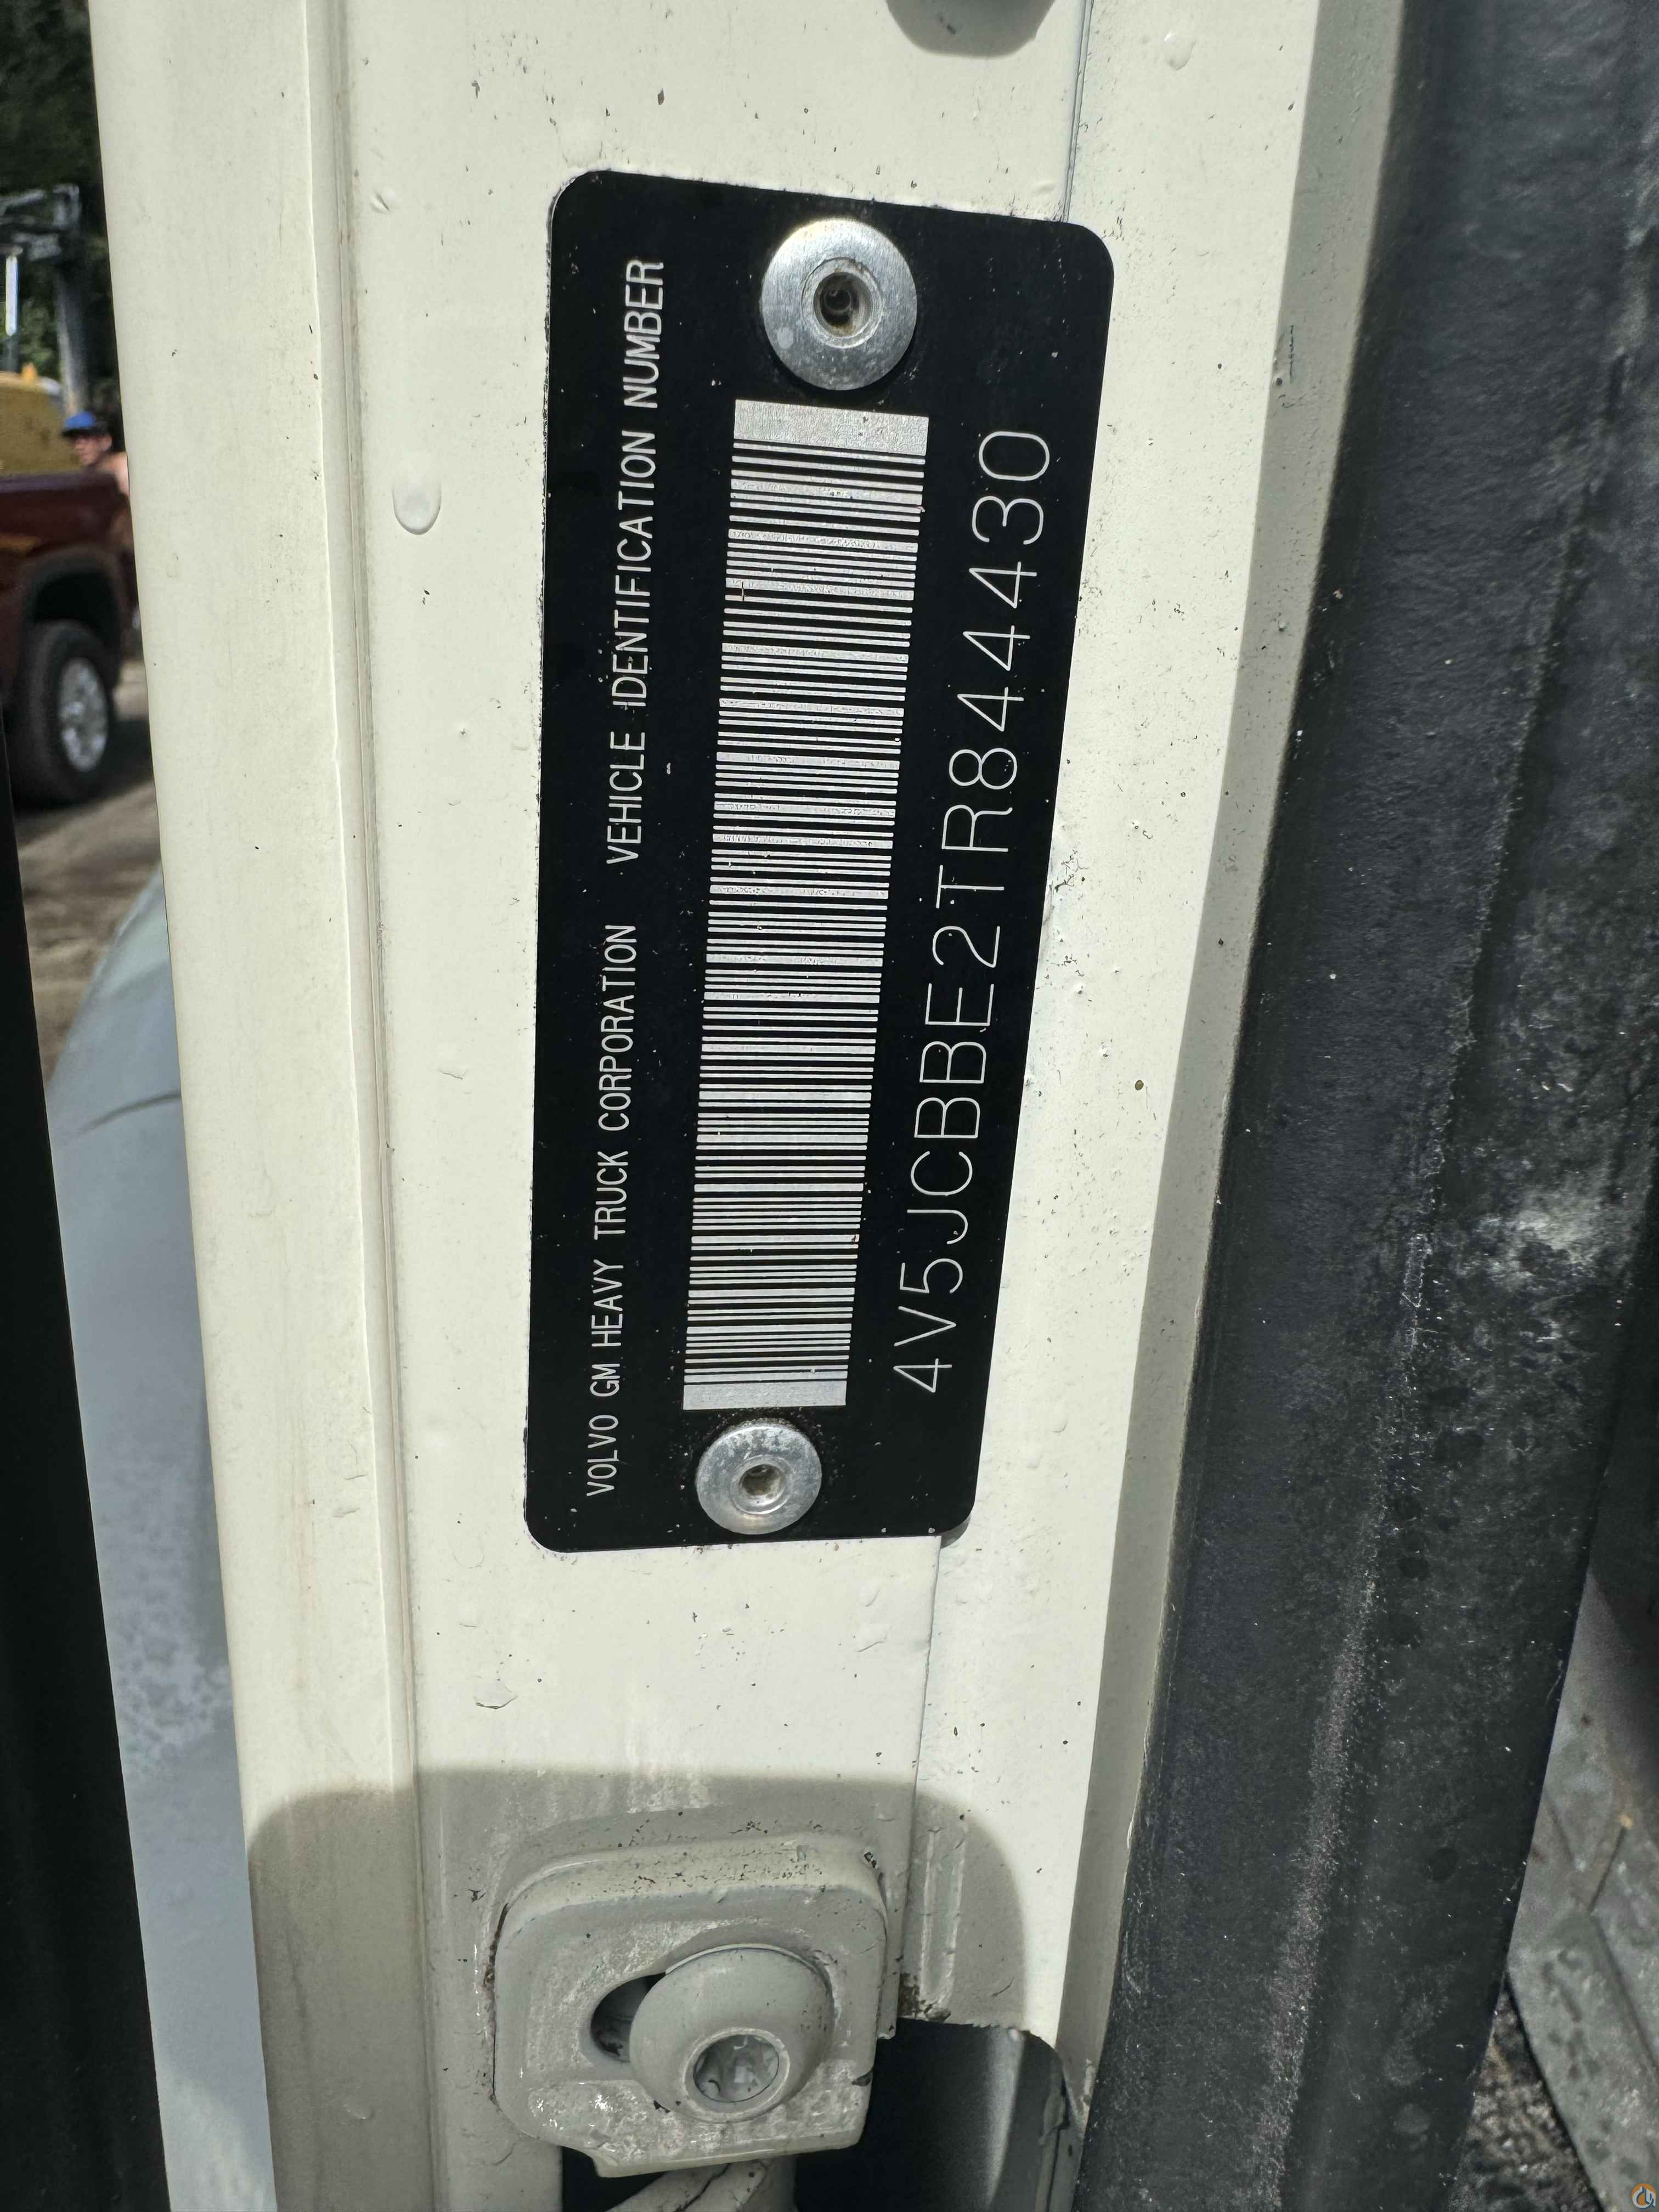 VOLVO GM HEAVY TRUCK CORPORATION VEHICLE IDENTIFICATION NUMBER
4V5JCBBE2TR844430